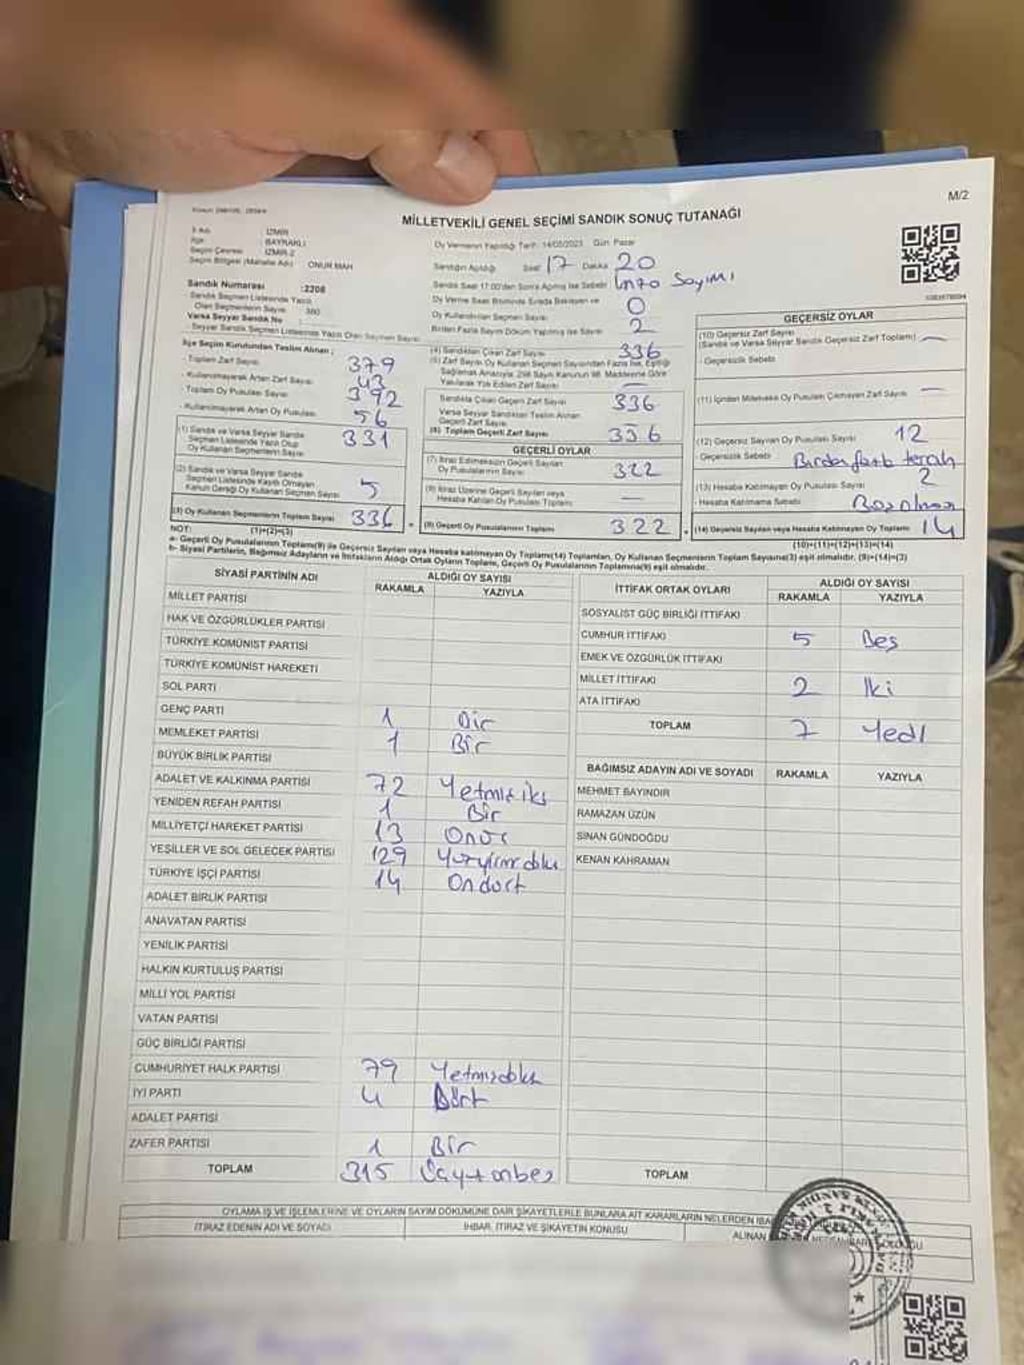 M/2
MİLLETVEKİLİ GENEL SEÇİMİ SANDIK SONUÇ TUTANAĞI
İli Adı : İZMİR
İlçe : BAYRAKLI
Seçim Çevresi : İZMİR-2
Seçim Bölgesi (Mahalle Adı) : ONUR MAH
Sandık Numarası : 2208
Sandık Seçmen Listesinde Yazılı
Olan Seçmenlerin Sayısı : 380
Varsa Seyyar Sandık No :
Seyyar Sandık Seçmen Listesinde Yazılı Olan Seçmen Sayısı :
Oy Vermenin Yapıldığı Tarih : 14/05/2023 Gün Pazar
Sandığın Açıldığı Saat 17 Dakika 20
Sandık Saat 17:00'den Sonra Açılmış İse Sebebi İmza Sayımı
Oy Verme Saati Bitiminde Sırada Bekleyen ve
Oy Kullandırılan Seçmen Sayısı : 0
Birden Fazla Sayım Döküm Yapılmış İse Sayısı : 2
İlçe Seçim Kurulundan Teslim Alınan ;
- Toplam Zarf Sayısı : 379
- Kullanılmayarak Artan Zarf Sayısı : 43
- Toplam Oy Pusulası Sayısı : 392
- Kullanılmayarak Artan Oy Pusulası : 56
(1) Sandık ve Varsa Seyyar Sandık
Seçmen Listesinde Yazılı Olup
Oy Kullanan Seçmenlerin Sayısı : 331
(2) Sandık ve Varsa Seyyar Sandık
Seçmen Listesinde Kaydı Olmayan
Kanun Gereği Oy Kullanan Seçmen Sayısı : 5
(3) Oy Kullanan Seçmenlerin Toplam Sayısı 336
(1)+(2)=(3)
(4) Sandıktan Çıkan Zarf Sayısı : 336
(5) Zarf Sayısı Oy Kullanan Seçmen Sayısından Fazla İse, Eşitliği
Sağlamak Amacıyla, 298 Sayılı Kanunun 98. Maddesine Göre
Yakılarak Yok Edilen Zarf Sayısı : —
Sandıkta Çıkan Geçerli Zarf Sayısı : 336
Varsa Seyyar Sandıktan Teslim Alınan
Geçerli Zarf Sayısı :
(6) Toplam Geçerli Zarf Sayısı 336
GEÇERLİ OYLAR
(7) İtiraz Edilmeksizin Geçerli Sayılan
Oy Pusulalarının Sayısı : 322
(8) İtiraz Üzerine Geçerli Sayılan veya
Hesaba Katılan Oy Pusulası Toplamı : —
(9) Geçerli Oy Pusulalarının Toplamı 322
GEÇERSİZ OYLAR
(10) Geçersiz Zarf Sayısı
(Sandık ve Varsa Seyyar Sandık Geçersiz Zarf Toplamı) —
- Geçersizlik Sebebi :
(11) İçinden Milletvekili Oy Pusulası Çıkmayan Zarf Sayısı : —
(12) Geçersiz Sayılan Oy Pusulası Sayısı : 12
Geçersizlik Sebebi : Birden fazla tercih
(13) Hesaba Katılmayan Oy Pusulası Sayısı : 2
- Hesaba Katılmama Sebebi :
(14) Geçersiz Sayılan veya Hesaba Katılmayan Oy Toplamı 14
(10)+(11)+(12)+(13)=(14)
NOT:
a- Geçerli Oy Pusulalarının Toplamı(9) ile Geçersiz Sayılan veya Hesaba katılmayan Oy Toplamı(14) Toplamları, Oy Kullanan Seçmenlerin Toplam Sayısına(3) eşit olmalıdır. (9)+(14)=(3)
b- Siyasi Partilerin, Bağımsız Adayların ve İttifakların Aldığı Ortak Oyların Toplamı, Geçerli Oy Pusulalarının Toplamına(9) eşit olmalıdır.
SİYASİ PARTİNİN ADI ALDIĞI OY SAYISI
RAKAMLA YAZIYLA
MİLLET PARTİSİ
HAK VE ÖZGÜRLÜKLER PARTİSİ
TÜRKİYE KOMÜNİST PARTİSİ
TÜRKİYE KOMÜNİST HAREKETİ
SOL PARTİ
GENÇ PARTİ 1 Bir
MEMLEKET PARTİSİ 1 Bir
BÜYÜK BİRLİK PARTİSİ
ADALET VE KALKINMA PARTİSİ 72 Yetmişiki
YENİDEN REFAH PARTİSİ 1 Bir
MİLLİYETÇİ HAREKET PARTİSİ 13 Onüç
YEŞİLLER VE SOL GELECEK PARTİSİ 129 Yüzyirmidokuz
TÜRKİYE İŞÇİ PARTİSİ 14 Ondört
ADALET BİRLİK PARTİSİ
ANAVATAN PARTİSİ
YENİLİK PARTİSİ
HALKIN KURTULUŞ PARTİSİ
MİLLİ YOL PARTİSİ
VATAN PARTİSİ
GÜÇ BİRLİĞİ PARTİSİ
CUMHURİYET HALK PARTİSİ 79 Yetmişdokuz
İYİ PARTİ 4 Dört
ADALET PARTİSİ
ZAFER PARTİSİ 1 Bir
TOPLAM 315 Üçyüzonbeş
İTTİFAK ORTAK OYLARI ALDIĞI OY SAYISI
RAKAMLA YAZIYLA
SOSYALİST GÜÇ BİRLİĞİ İTTİFAKI
CUMHUR İTTİFAKI 5 Beş
EMEK VE ÖZGÜRLÜK İTTİFAKI
MİLLET İTTİFAKI 2 İki
ATA İTTİFAKI
TOPLAM 7 Yedi
BAĞIMSIZ ADAYIN ADI VE SOYADI RAKAMLA YAZIYLA
MEHMET BAYINDIR
RAMAZAN UZÜN
SİNAN GÜNDOĞDU
KENAN KAHRAMAN
TOPLAM
OYLAMA İŞ VE İŞLEMLERİNE VE OYLARIN SAYIM DÖKÜMÜNE DAİR ŞİKAYETLERLE BUNLARA AİT KARARLARIN NELERDEN İBA
İTİRAZ EDENİN ADI VE SOYADI İHBAR, İTİRAZ VE ŞİKAYETİN KONUSU ALINAN